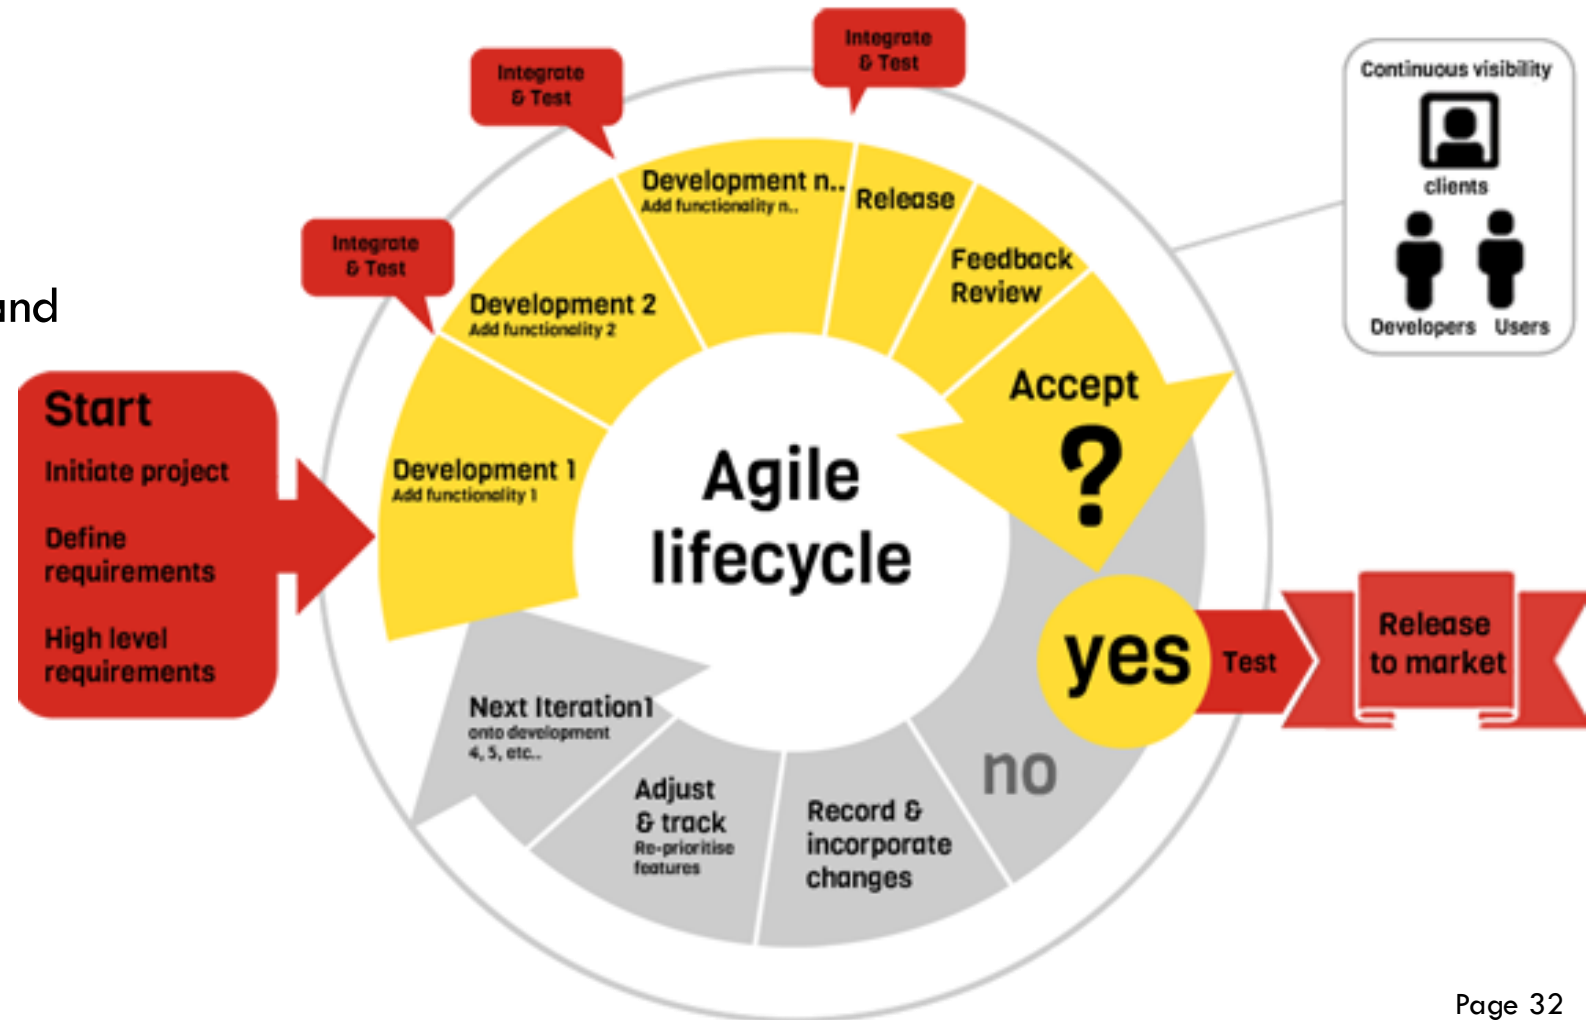 Integrate
& Test
Integrate
& Test
Integrate
& Test
Continuous visibility
clients
Developers Users
and
Start
Initiate project
Define
requirements
High level
requirements
Development 1
Add functionality 1
Development 2
Add functionality 2
Development n..
Add functionality n..
Release
Feedback
Review
Accept
?
Agile
lifecycle
yes
Test
Release
to market
no
Record &
incorporate
changes
Adjust
& track
Re-prioritise
features
Next Iteration1
onto development
4, 5, etc..
Page 32